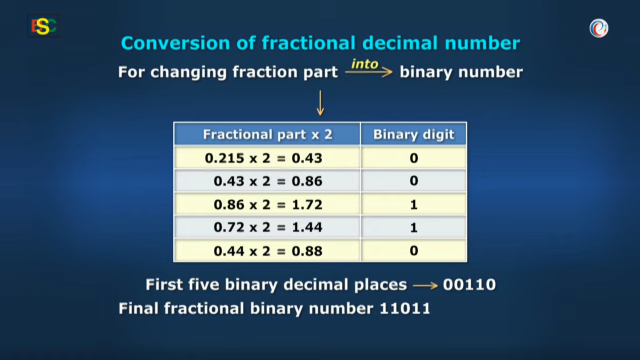 ESC
Conversion of fractional decimal number
For changing fraction part into binary number
Fractional part x 2 Binary digit
0.215 x 2 = 0.43 0
0.43 x 2 = 0.86 0
0.86 x 2 = 1.72 1
0.72 x 2 = 1.44 1
0.44 x 2 = 0.88 0
First five binary decimal places → 00110
Final fractional binary number 11011